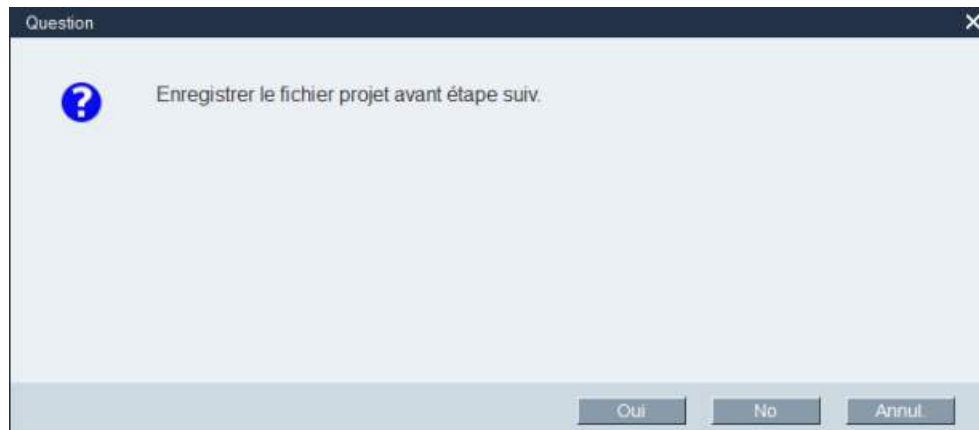 Question
Enregistrer le fichier projet avant étape suiv.
Oui No Annul.